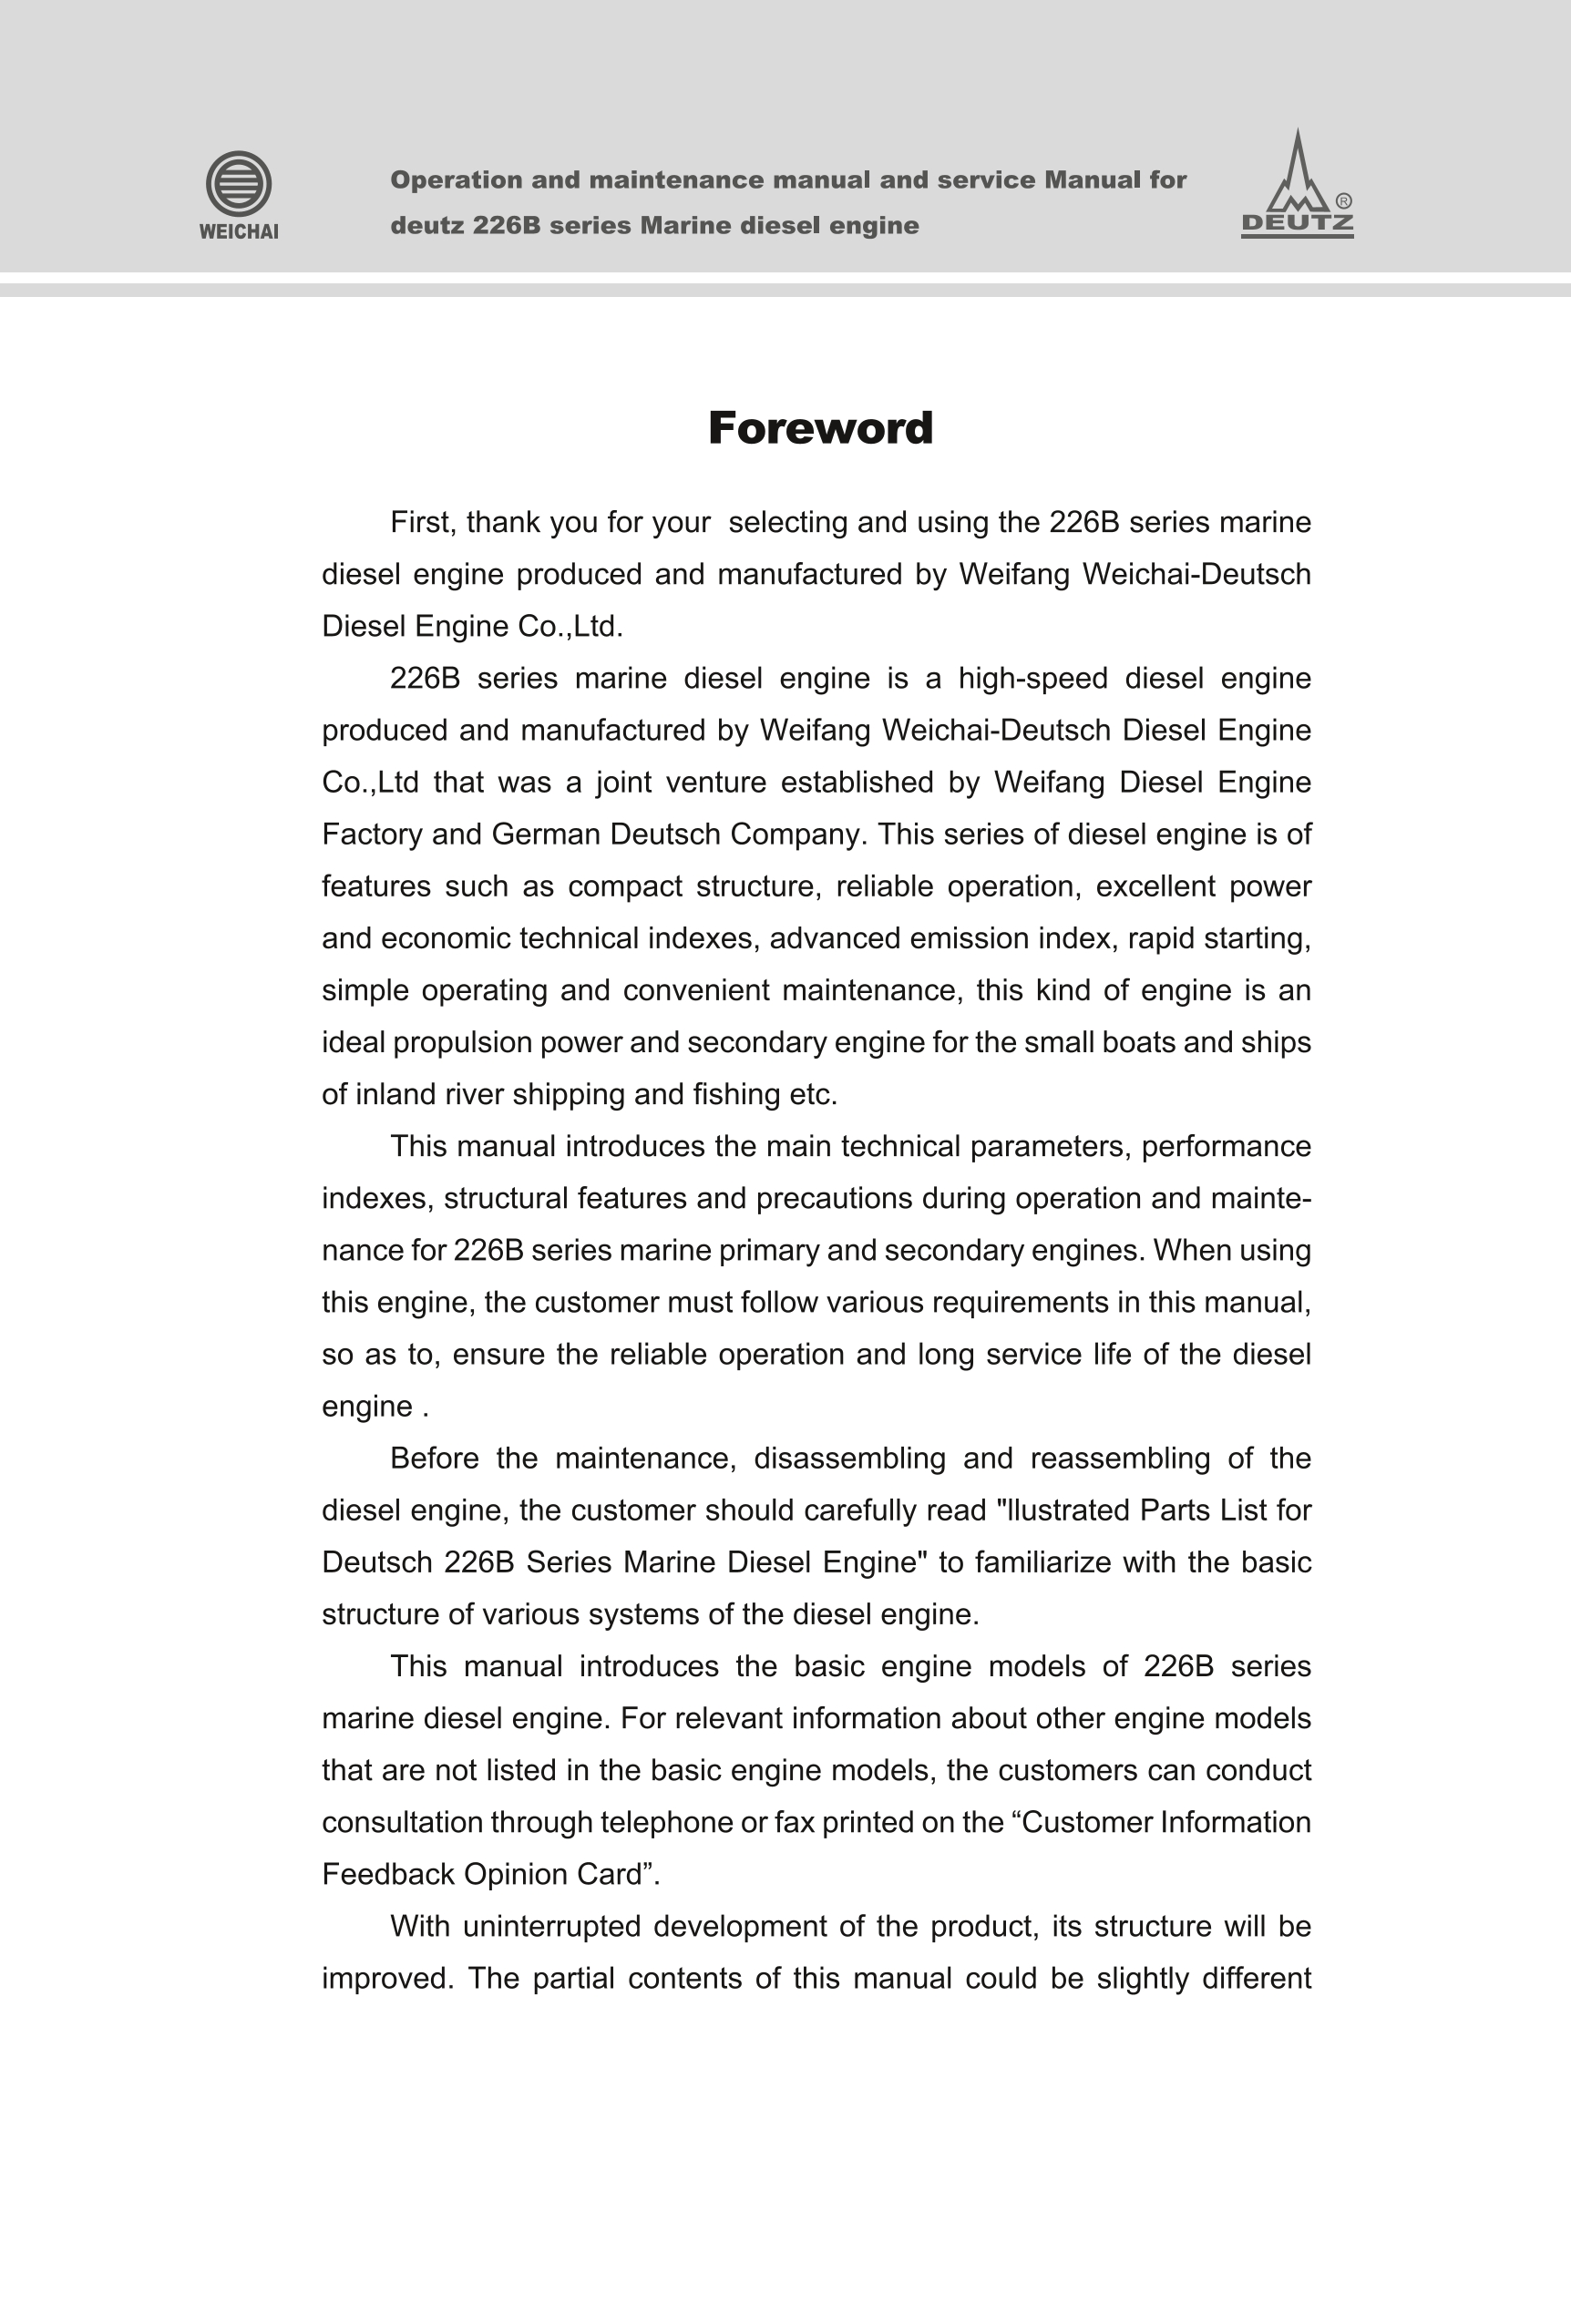 WEICHAI
Operation and maintenance manual and service Manual for
deutz 226B series Marine diesel engine
®
DEUTZ
Foreword
First, thank you for your selecting and using the 226B series marine
diesel engine produced and manufactured by Weifang Weichai-Deutsch
Diesel Engine Co.,Ltd.
226B series marine diesel engine is a high-speed diesel engine
produced and manufactured by Weifang Weichai-Deutsch Diesel Engine
Co.,Ltd that was a joint venture established by Weifang Diesel Engine
Factory and German Deutsch Company. This series of diesel engine is of
features such as compact structure, reliable operation, excellent power
and economic technical indexes, advanced emission index, rapid starting,
simple operating and convenient maintenance, this kind of engine is an
ideal propulsion power and secondary engine for the small boats and ships
of inland river shipping and fishing etc.
This manual introduces the main technical parameters, performance
indexes, structural features and precautions during operation and mainte-
nance for 226B series marine primary and secondary engines. When using
this engine, the customer must follow various requirements in this manual,
so as to, ensure the reliable operation and long service life of the diesel
engine .
Before the maintenance, disassembling and reassembling of the
diesel engine, the customer should carefully read "llustrated Parts List for
Deutsch 226B Series Marine Diesel Engine" to familiarize with the basic
structure of various systems of the diesel engine.
This manual introduces the basic engine models of 226B series
marine diesel engine. For relevant information about other engine models
that are not listed in the basic engine models, the customers can conduct
consultation through telephone or fax printed on the “Customer Information
Feedback Opinion Card”.
With uninterrupted development of the product, its structure will be
improved. The partial contents of this manual could be slightly different